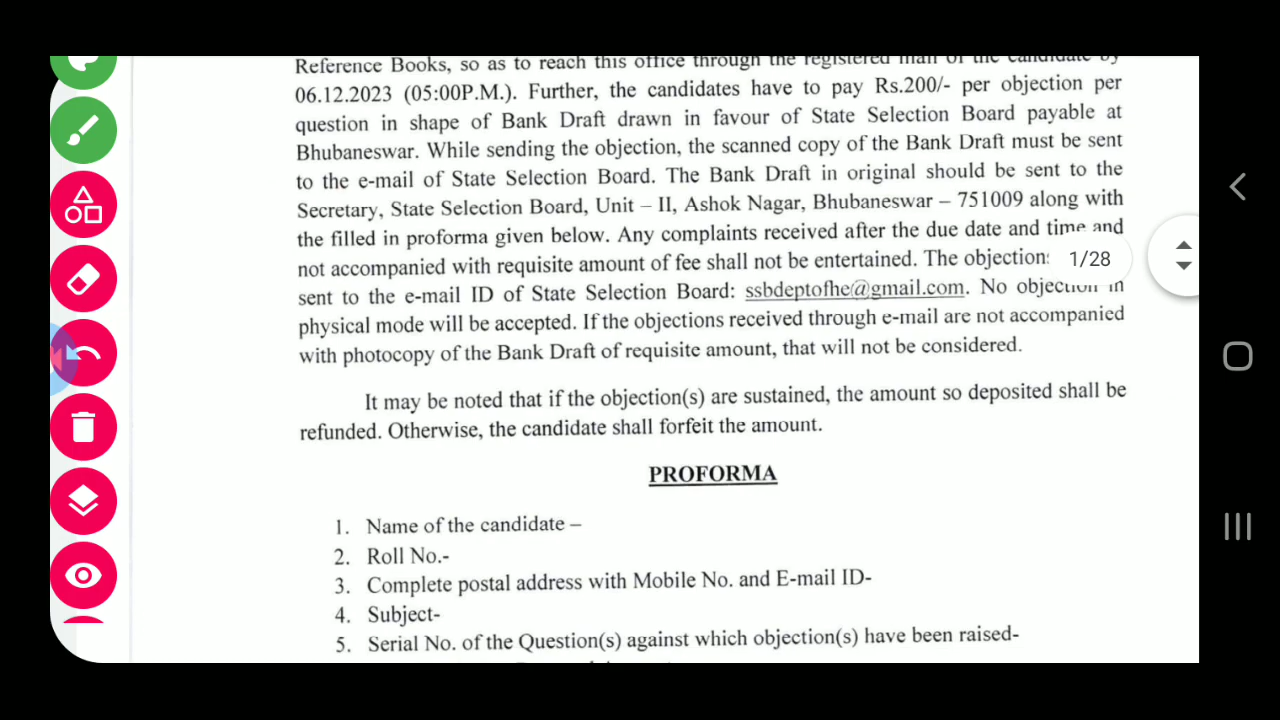 Reference Books, so as to reach this office through the registered mail of the candidate by
06.12.2023 (05:00P.M.). Further, the candidates have to pay Rs.200/- per objection per
question in shape of Bank Draft drawn in favour of State Selection Board payable at
Bhubaneswar. While sending the objection, the scanned copy of the Bank Draft must be sent
to the e-mail of State Selection Board. The Bank Draft in original should be sent to the
Secretary, State Selection Board, Unit – II, Ashok Nagar, Bhubaneswar – 751009 along with
the filled in proforma given below. Any complaints received after the due date and time and
not accompanied with requisite amount of fee shall not be entertained. The objection 1/28
sent to the e-mail ID of State Selection Board: ssbdeptofhe@gmail.com. No objection in
physical mode will be accepted. If the objections received through e-mail are not accompanied
with photocopy of the Bank Draft of requisite amount, that will not be considered.
It may be noted that if the objection(s) are sustained, the amount so deposited shall be
refunded. Otherwise, the candidate shall forfeit the amount.
PROFORMA
1. Name of the candidate –
2. Roll No.-
3. Complete postal address with Mobile No. and E-mail ID-
4. Subject-
5. Serial No. of the Question(s) against which objection(s) have been raised-